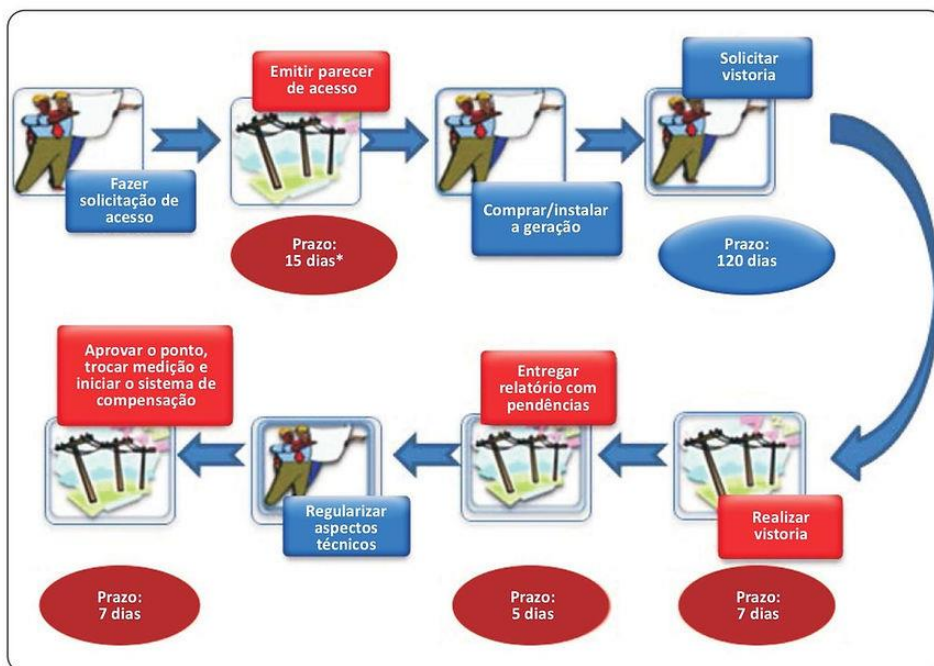 Fazer
solicitação de
acesso
Emitir parecer
de acesso
Prazo:
15 dias*
Comprar/instalar
a geração
Solicitar
vistoria
Prazo:
120 dias
Realizar
vistoria
Prazo:
7 dias
Entregar
relatório com
pendências
Prazo:
5 dias
Regularizar
aspectos
técnicos
Aprovar o ponto,
trocar medição e
iniciar o sistema de
compensação
Prazo:
7 dias